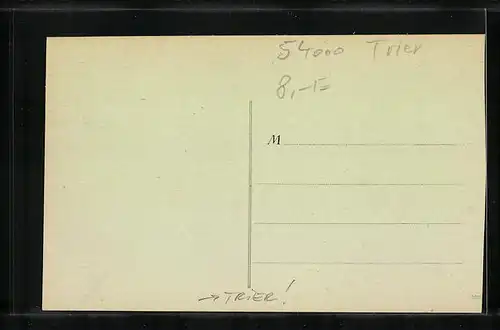 54000 Trier
8,-
M
→ TRIER!